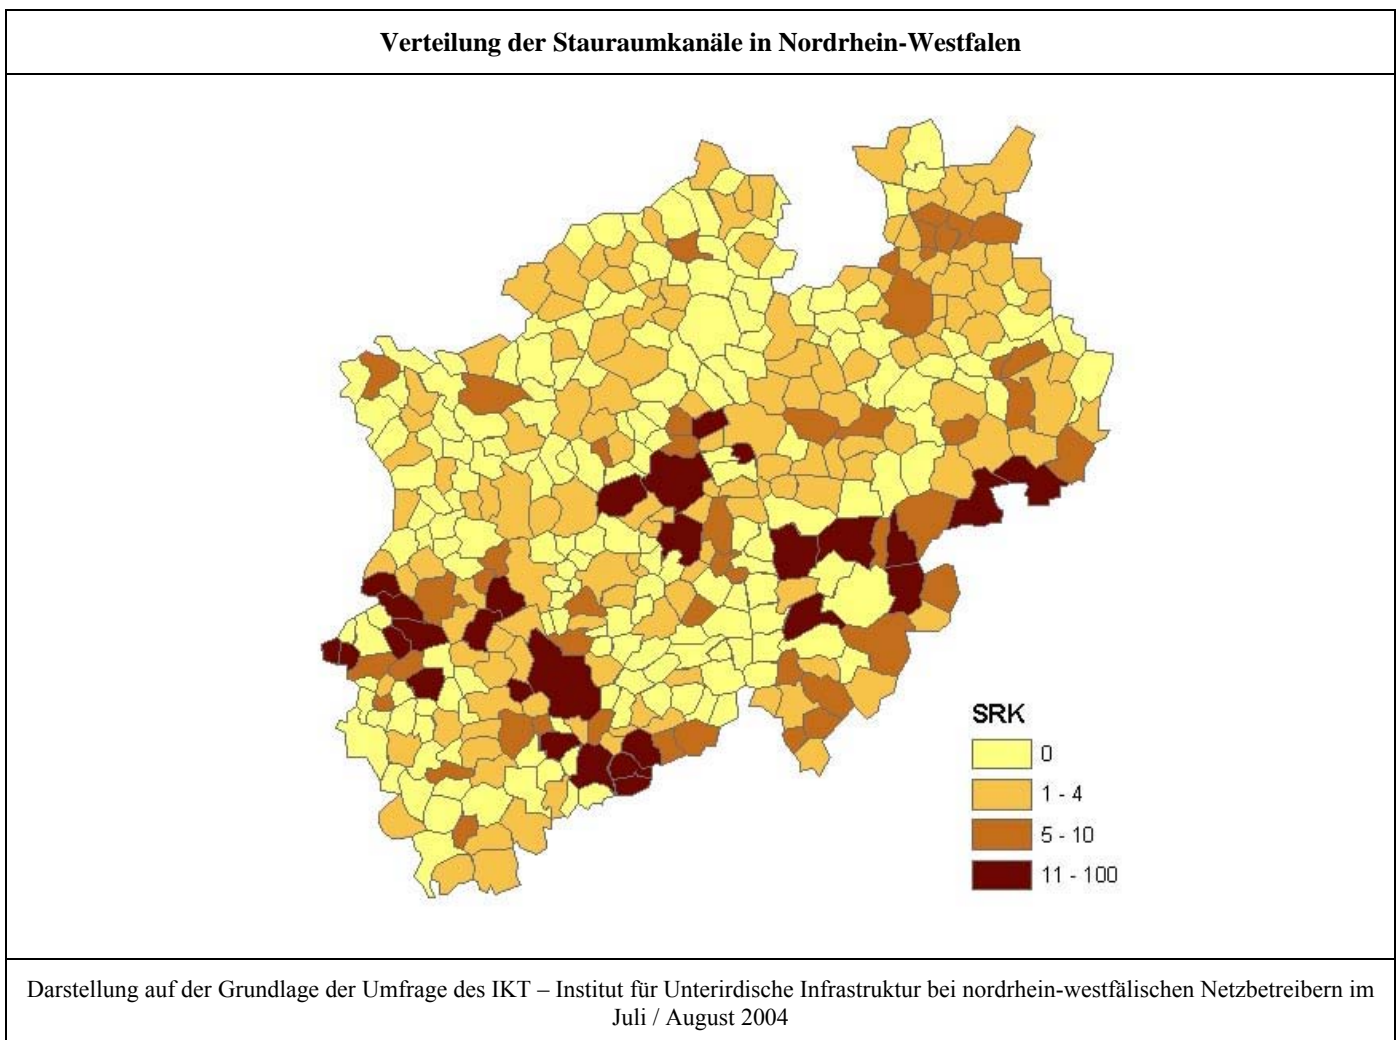 Verteilung der Stauraumkanäle in Nordrhein-Westfalen
SRK
0
1 - 4
5 - 10
11 - 100
Darstellung auf der Grundlage der Umfrage des IKT – Institut für Unterirdische Infrastruktur bei nordrhein-westfälischen Netzbetreibern im
Juli / August 2004